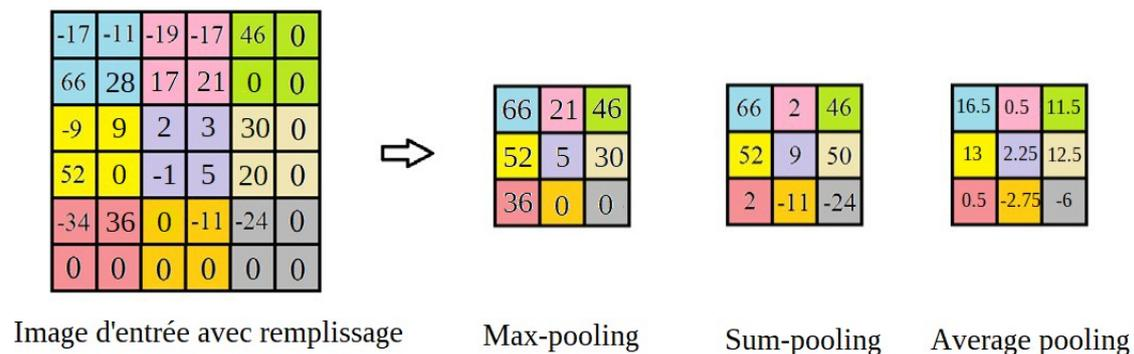 -17 -11 -19 -17 46 0
66 28 17 21 0 0
-9 9 2 3 30 0
52 0 -1 5 20 0
-34 36 0 -11 -24 0
0 0 0 0 0 0
66 21 46
52 5 30
36 0 0
66 2 46
52 9 50
2 -11 -24
16.5 0.5 11.5
13 2.25 12.5
0.5 -2.75 -6
Image d'entrée avec remplissage
Max-pooling
Sum-pooling
Average pooling